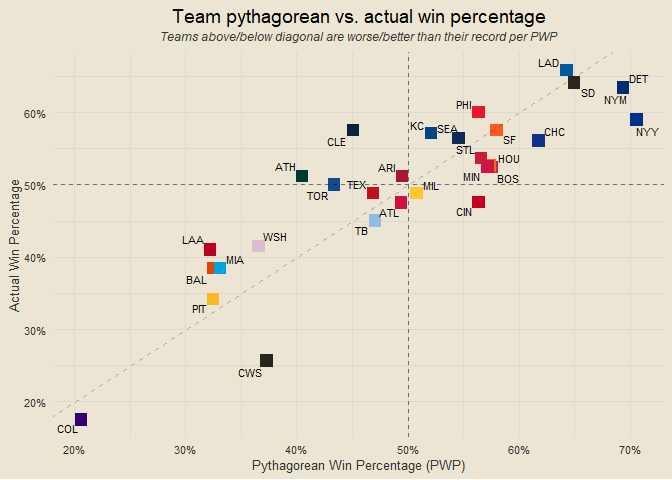 Team pythagorean vs. actual win percentage
Teams above/below diagonal are worse/better than their record per PWP
Actual Win Percentage
60%
50%
40%
30%
20%
LAD
DET
SD
NYM
PHI
NYY
KC
SEA
SF
CHC
CLE
STL
HOU
ATH
ARI
MIN
BOS
TOR
TEX
MIL
ATL
CIN
TB
LAA
WSH
MIA
BAL
PIT
CWS
COL
20%
30%
40%
50%
60%
70%
Pythagorean Win Percentage (PWP)